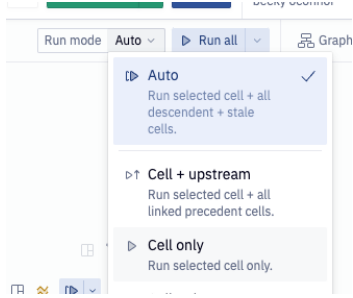 Becky O'Connor
Run mode Auto Run all Graph
Auto
Run selected cell + all
descendent + stale
cells.
Cell + upstream
Run selected cell + all
linked precedent cells.
Cell only
Run selected cell only.